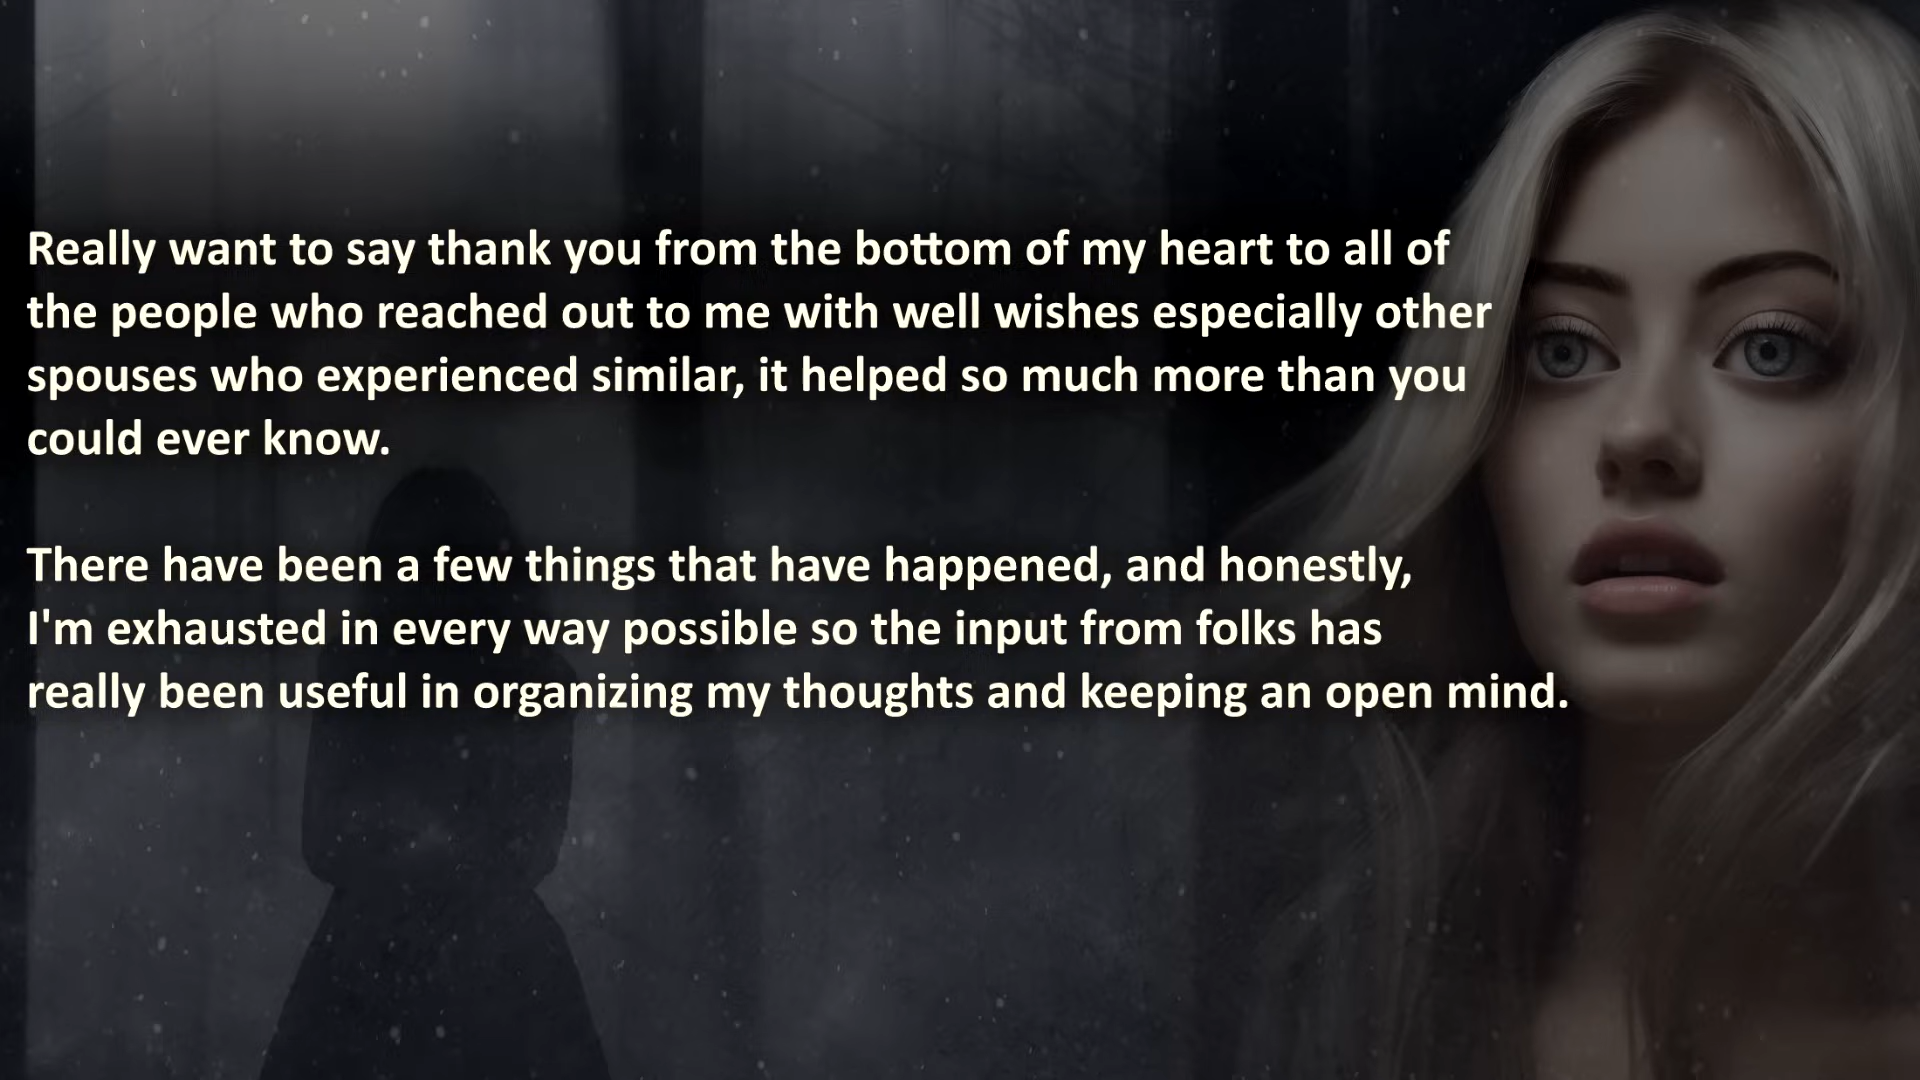 Really want to say thank you from the bottom of my heart to all of
the people who reached out to me with well wishes especially other
spouses who experienced similar, it helped so much more than you
could ever know.
There have been a few things that have happened, and honestly,
I'm exhausted in every way possible so the input from folks has
really been useful in organizing my thoughts and keeping an open mind.